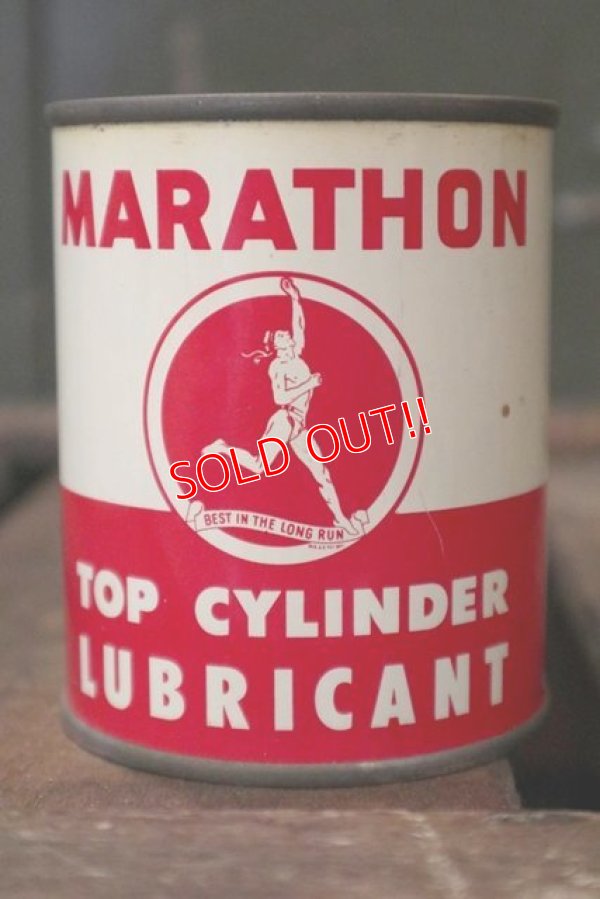 MARATHON
SOLD OUT!!
BEST IN THE LONG RUN
TOP CYLINDER
LUBRICANT